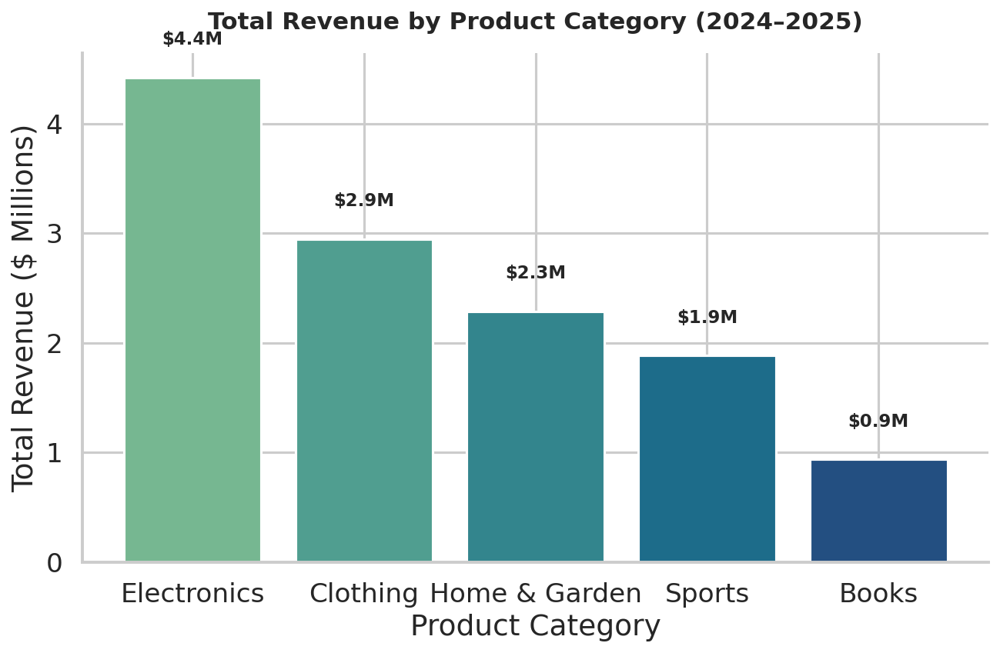 Total Revenue by Product Category (2024–2025)
$4.4M
$2.9M
$2.3M
$1.9M
$0.9M
Total Revenue ($ Millions)
4
3
2
1
0
Electronics Clothing Home & Garden Sports Books
Product Category